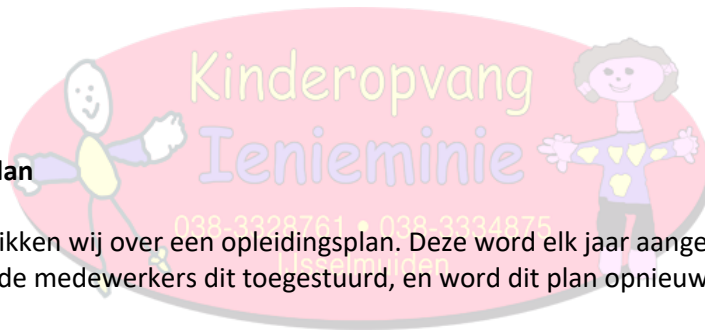 Kinderopvang
Ienieminie
lan
038-3328761 • 038-3334875
ikken wij over een opleidingsplan. Deze word elk jaar aange
IJsselmuiden
de medewerkers dit toegestuurd, en word dit plan opnieuw